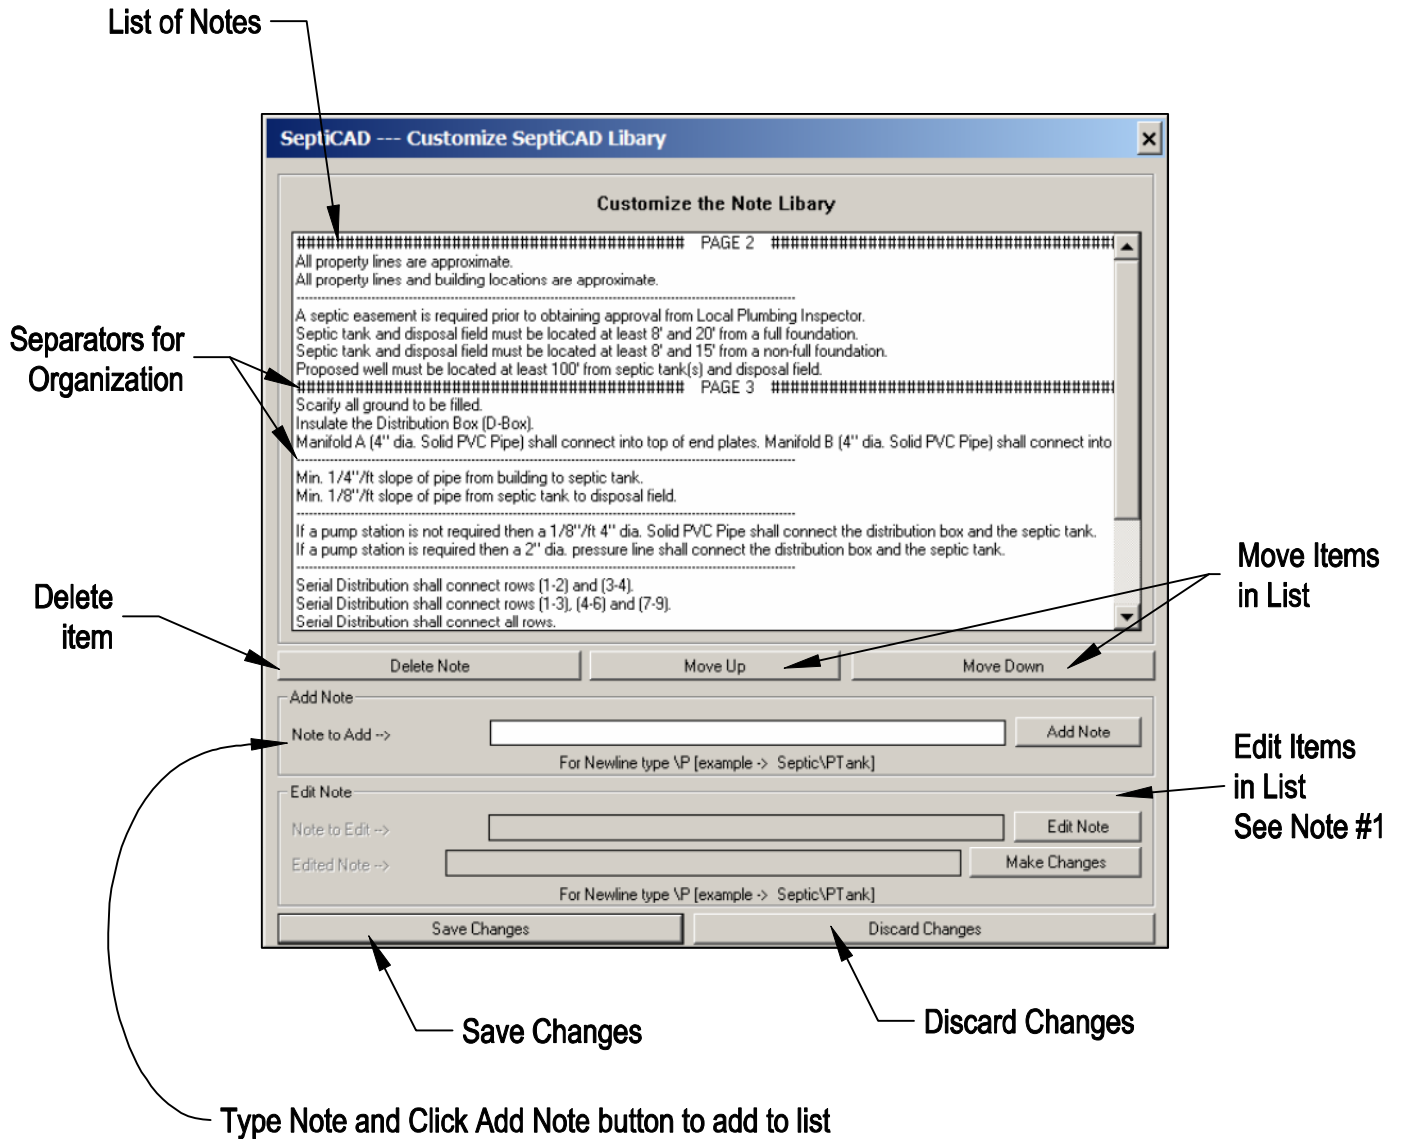 List of Notes
SeptiCAD --- Customize SeptiCAD Libary
Customize the Note Libary
######################################## PAGE 2 ###################################
All property lines are approximate.
All property lines and building locations are approximate.
------------------------------------------------------------
A septic easement is required prior to obtaining approval from Local Plumbing Inspector.
Septic tank and disposal field must be located at least 8' and 20' from a full foundation.
Septic tank and disposal field must be located at least 8' and 15' from a non-full foundation.
Proposed well must be located at least 100' from septic tank(s) and disposal field.
######################################## PAGE 3 ###################################
Scarify all ground to be filled.
Insulate the Distribution Box (D-Box).
Manifold A (4'' dia. Solid PVC Pipe) shall connect into top of end plates. Manifold B (4'' dia. Solid PVC Pipe) shall connect into
------------------------------------------------------------
Min. 1/4''/ft slope of pipe from building to septic tank.
Min. 1/8''/ft slope of pipe from septic tank to disposal field.
------------------------------------------------------------
If a pump station is not required then a 1/8''/ft 4'' dia. Solid PVC Pipe shall connect the distribution box and the septic tank.
If a pump station is required then a 2'' dia. pressure line shall connect the distribution box and the septic tank.
------------------------------------------------------------
Serial Distribution shall connect rows (1-2) and (3-4).
Serial Distribution shall connect rows (1-3), (4-6) and (7-9).
Serial Distribution shall connect all rows.
Separators for
Organization
Delete
item
Move Items
in List
Delete Note
Move Up
Move Down
Add Note
Note to Add -->
Add Note
For Newline type \P [example -> Septic\PTank]
Edit Note
Note to Edit -->
Edit Note
Edited Note -->
Make Changes
For Newline type \P [example -> Septic\PTank]
Edit Items
in List
See Note #1
Save Changes
Discard Changes
Save Changes
Discard Changes
Type Note and Click Add Note button to add to list